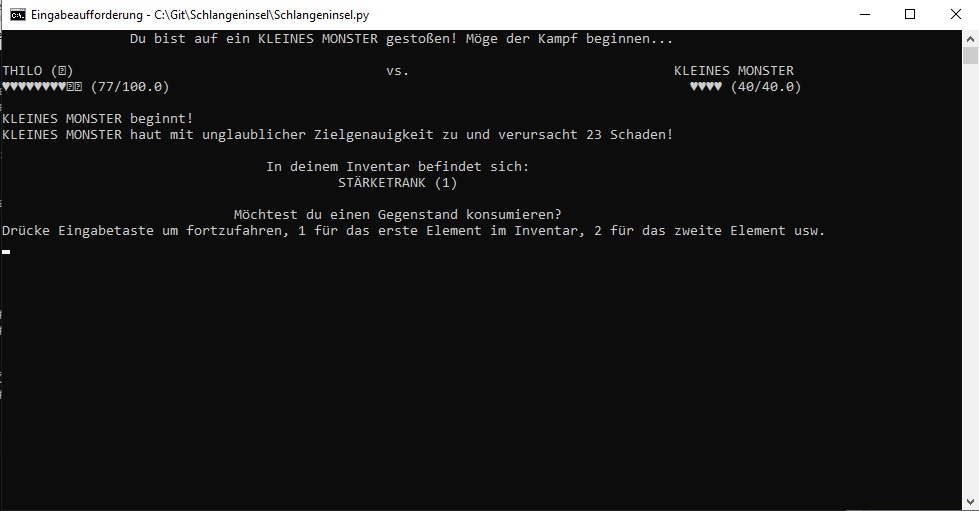 Eingabeaufforderung - C:\Git\Schlangeninsel\Schlangeninsel.py
Du bist auf ein KLEINES MONSTER gestoßen! Möge der Kampf beginnen...
THILO (⍰) vs. KLEINES MONSTER
♥♥♥♥♥♥♥♥⍰⍰ (77/100.0) ♥♥♥♥ (40/40.0)
KLEINES MONSTER beginnt!
KLEINES MONSTER haut mit unglaublicher Zielgenauigkeit zu und verursacht 23 Schaden!
In deinem Inventar befindet sich:
STÄRKETRANK (1)
Möchtest du einen Gegenstand konsumieren?
Drücke Eingabetaste um fortzufahren, 1 für das erste Element im Inventar, 2 für das zweite Element usw.